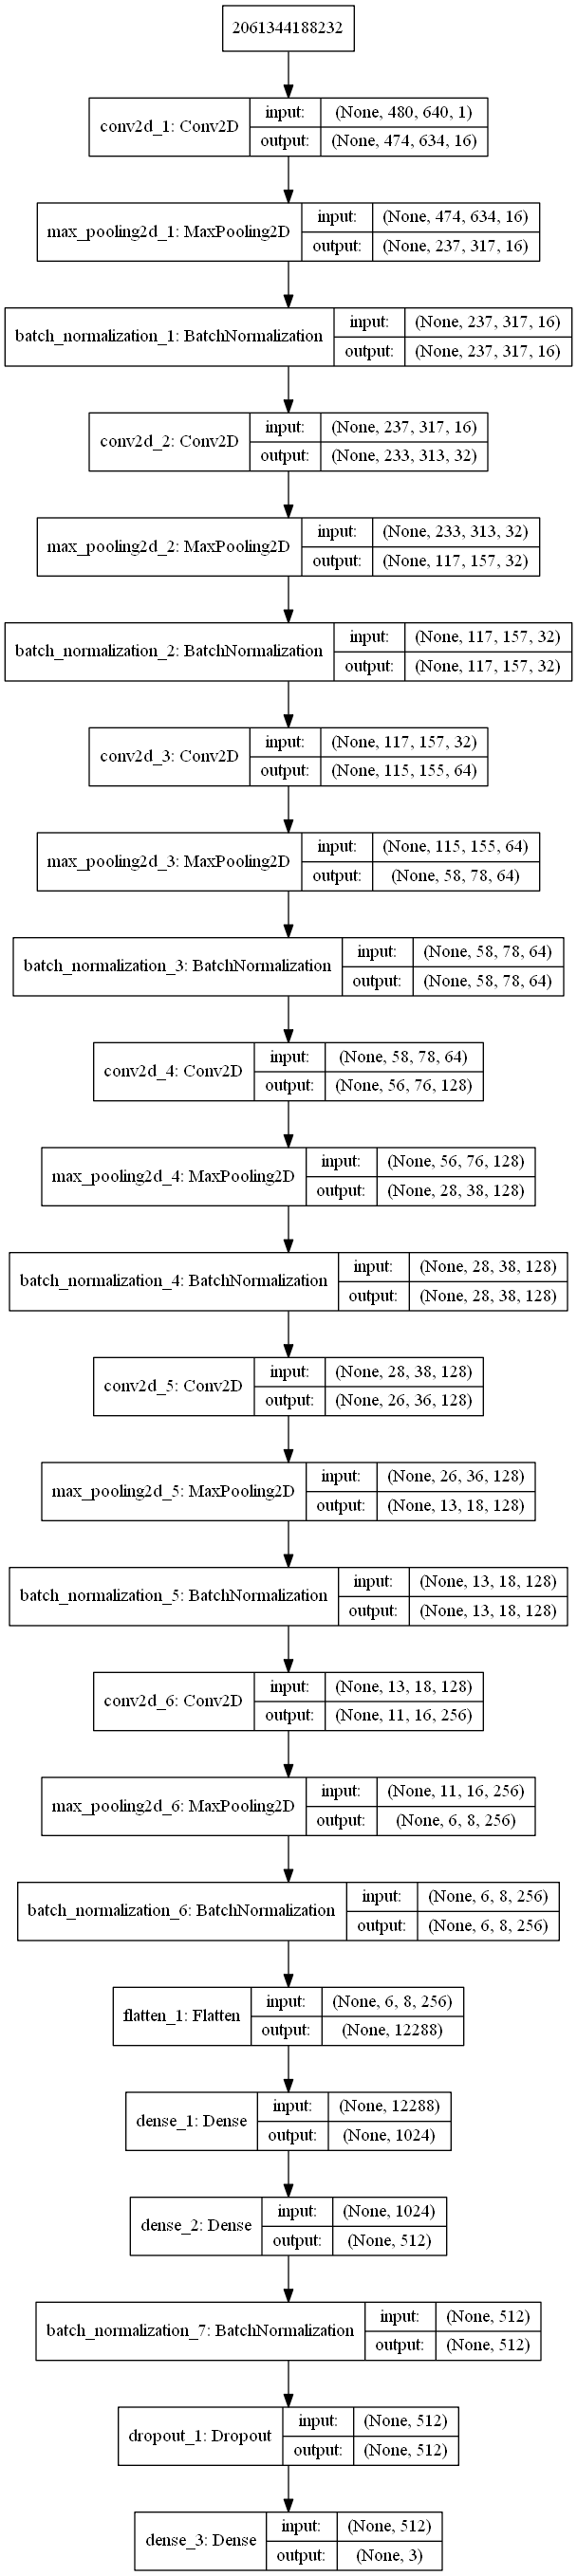 2061344188232
conv2d_1: Conv2D
input: (None, 480, 640, 1)
output: (None, 474, 634, 16)
max_pooling2d_1: MaxPooling2D
input: (None, 474, 634, 16)
output: (None, 237, 317, 16)
batch_normalization_1: BatchNormalization
input: (None, 237, 317, 16)
output: (None, 237, 317, 16)
conv2d_2: Conv2D
input: (None, 237, 317, 16)
output: (None, 233, 313, 32)
max_pooling2d_2: MaxPooling2D
input: (None, 233, 313, 32)
output: (None, 117, 157, 32)
batch_normalization_2: BatchNormalization
input: (None, 117, 157, 32)
output: (None, 117, 157, 32)
conv2d_3: Conv2D
input: (None, 117, 157, 32)
output: (None, 115, 155, 64)
max_pooling2d_3: MaxPooling2D
input: (None, 115, 155, 64)
output: (None, 58, 78, 64)
batch_normalization_3: BatchNormalization
input: (None, 58, 78, 64)
output: (None, 58, 78, 64)
conv2d_4: Conv2D
input: (None, 58, 78, 64)
output: (None, 56, 76, 128)
max_pooling2d_4: MaxPooling2D
input: (None, 56, 76, 128)
output: (None, 28, 38, 128)
batch_normalization_4: BatchNormalization
input: (None, 28, 38, 128)
output: (None, 28, 38, 128)
conv2d_5: Conv2D
input: (None, 28, 38, 128)
output: (None, 26, 36, 128)
max_pooling2d_5: MaxPooling2D
input: (None, 26, 36, 128)
output: (None, 13, 18, 128)
batch_normalization_5: BatchNormalization
input: (None, 13, 18, 128)
output: (None, 13, 18, 128)
conv2d_6: Conv2D
input: (None, 13, 18, 128)
output: (None, 11, 16, 256)
max_pooling2d_6: MaxPooling2D
input: (None, 11, 16, 256)
output: (None, 6, 8, 256)
batch_normalization_6: BatchNormalization
input: (None, 6, 8, 256)
output: (None, 6, 8, 256)
flatten_1: Flatten
input: (None, 6, 8, 256)
output: (None, 12288)
dense_1: Dense
input: (None, 12288)
output: (None, 1024)
dense_2: Dense
input: (None, 1024)
output: (None, 512)
batch_normalization_7: BatchNormalization
input: (None, 512)
output: (None, 512)
dropout_1: Dropout
input: (None, 512)
output: (None, 512)
dense_3: Dense
input: (None, 512)
output: (None, 3)